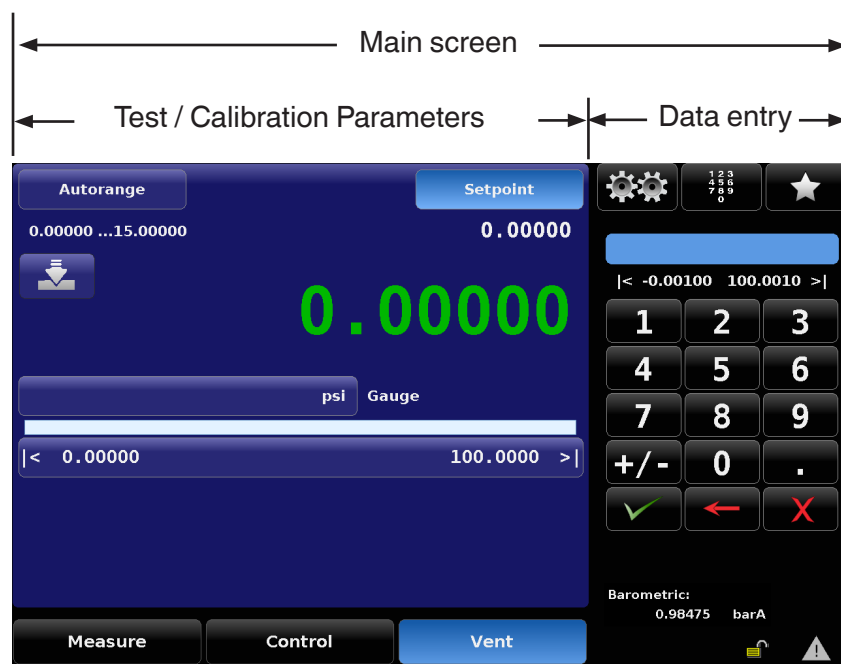 Main screen
Test / Calibration Parameters
Data entry
Autorange
Setpoint
1 2 3
4 5 6
7 8 9
0
0.00000 ...15.00000
0.00000
0.00000
|< -0.00100 100.0010 >|
1 2 3
4 5 6
psi Gauge
7 8 9
|< 0.00000 100.0000 >|
+/- 0 .
X
Barometric:
0.98475 barA
Measure
Control
Vent